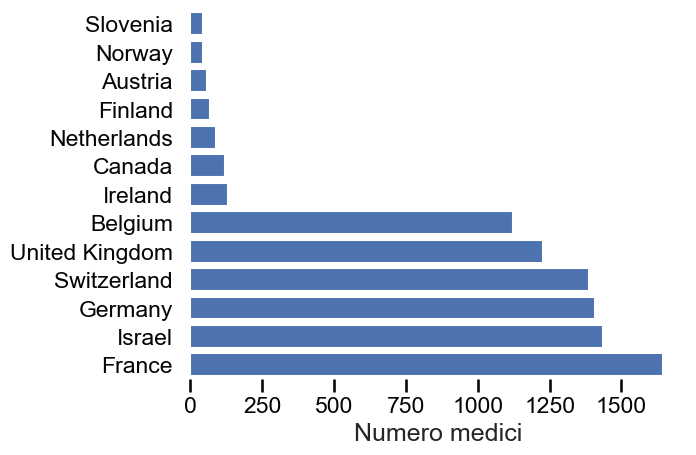 Slovenia
Norway
Austria
Finland
Netherlands
Canada
Ireland
Belgium
United Kingdom
Switzerland
Germany
Israel
France
0 250 500 750 1000 1250 1500
Numero medici